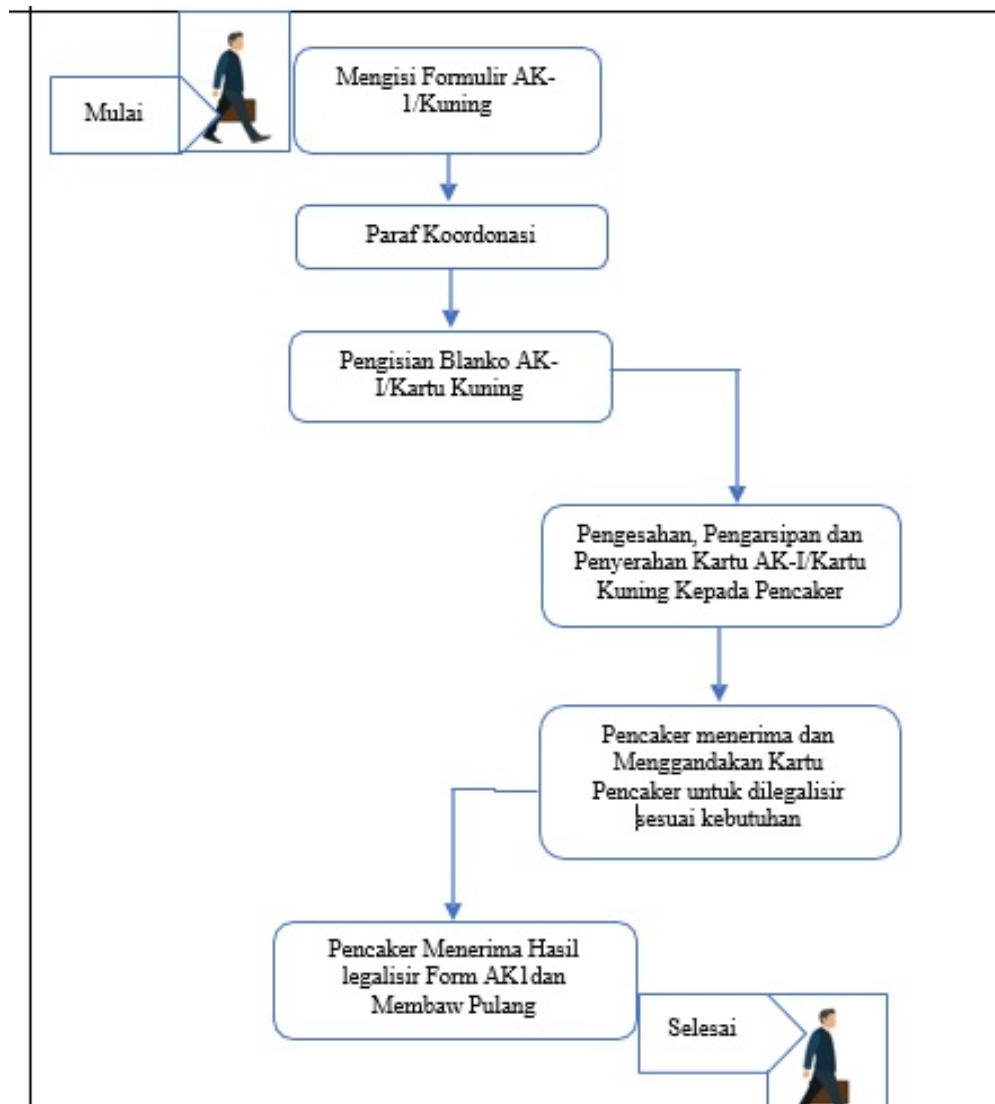 Mulai
Mengisi Formulir AK-
1/Kuning
Paraf Koordonasi
Pengisian Blanko AK-
I/Kartu Kuning
Pengesahan, Pengarsipan dan
Penyerahan Kartu AK-I/Kartu
Kuning Kepada Pencaker
Pencaker menerima dan
Menggandakan Kartu
Pencaker untuk dilegalisir
sesuai kebutuhan
Pencaker Menerima Hasil
legalisir Form AK1dan
Membaw Pulang
Selesai